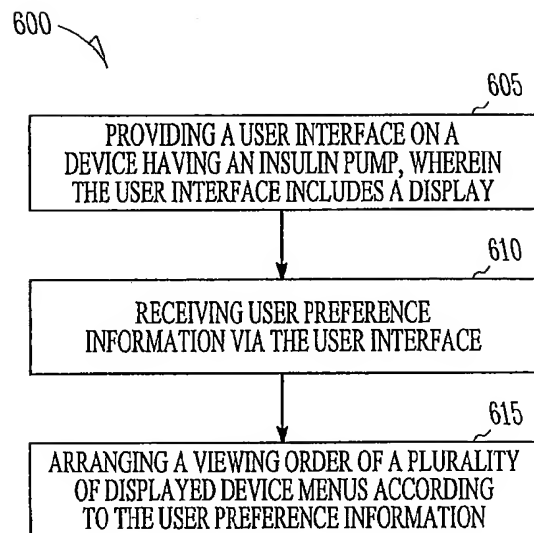 600
605
PROVIDING A USER INTERFACE ON A
DEVICE HAVING AN INSULIN PUMP, WHEREIN
THE USER INTERFACE INCLUDES A DISPLAY
610
RECEIVING USER PREFERENCE
INFORMATION VIA THE USER INTERFACE
615
ARRANGING A VIEWING ORDER OF A PLURALITY
OF DISPLAYED DEVICE MENUS ACCORDING
TO THE USER PREFERENCE INFORMATION